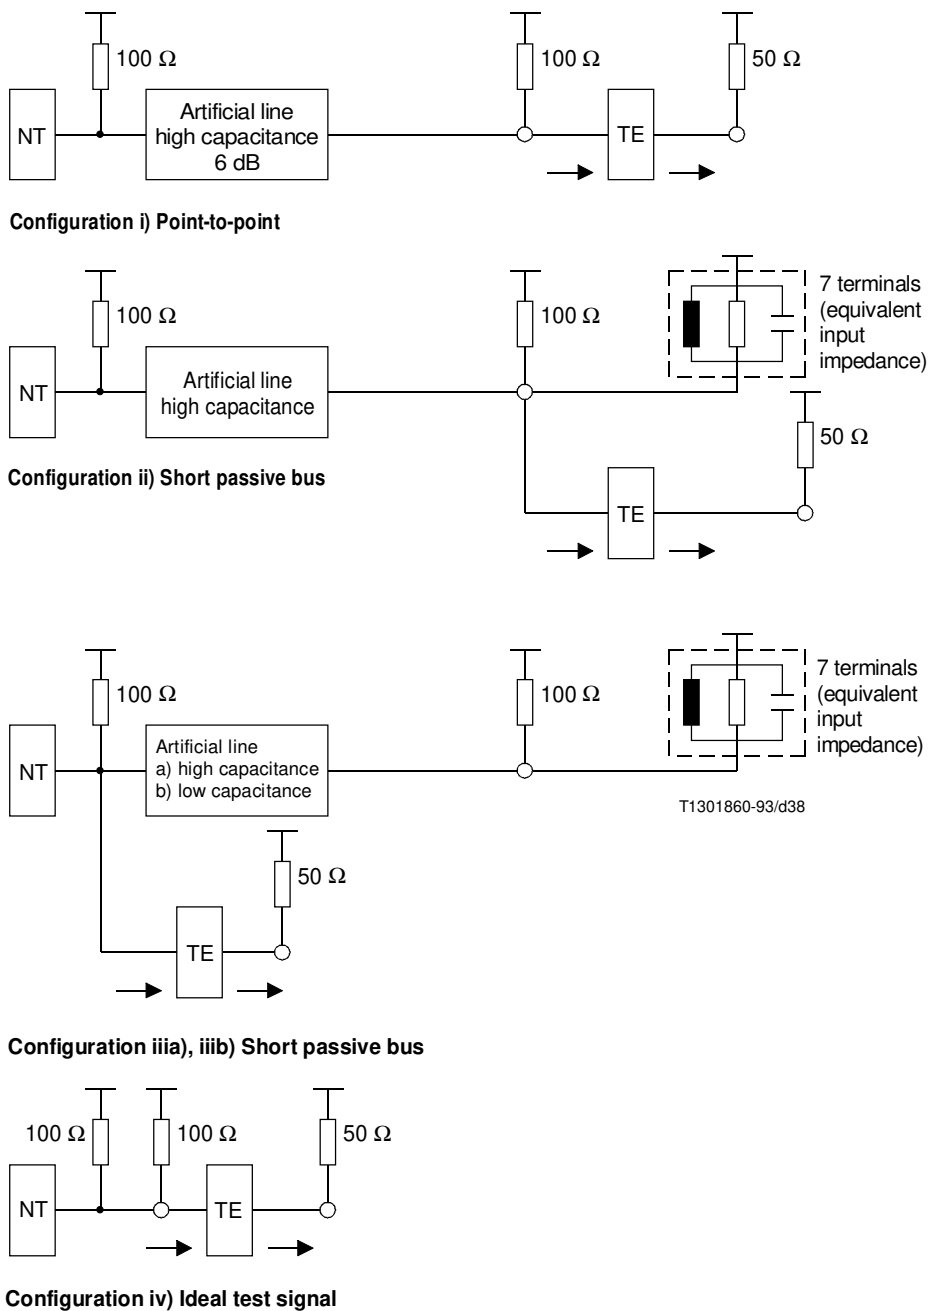 100 Ω
100 Ω
50 Ω
NT
Artificial line
high capacitance
6 dB
TE
Configuration i) Point-to-point
100 Ω
100 Ω
7 terminals
(equivalent
input
impedance)
NT
Artificial line
high capacitance
50 Ω
Configuration ii) Short passive bus
TE
100 Ω
100 Ω
7 terminals
(equivalent
input
impedance)
NT
Artificial line
a) high capacitance
b) low capacitance
T1301860-93/d38
50 Ω
TE
Configuration iiia), iiib) Short passive bus
100 Ω
100 Ω
50 Ω
NT
TE
Configuration iv) Ideal test signal